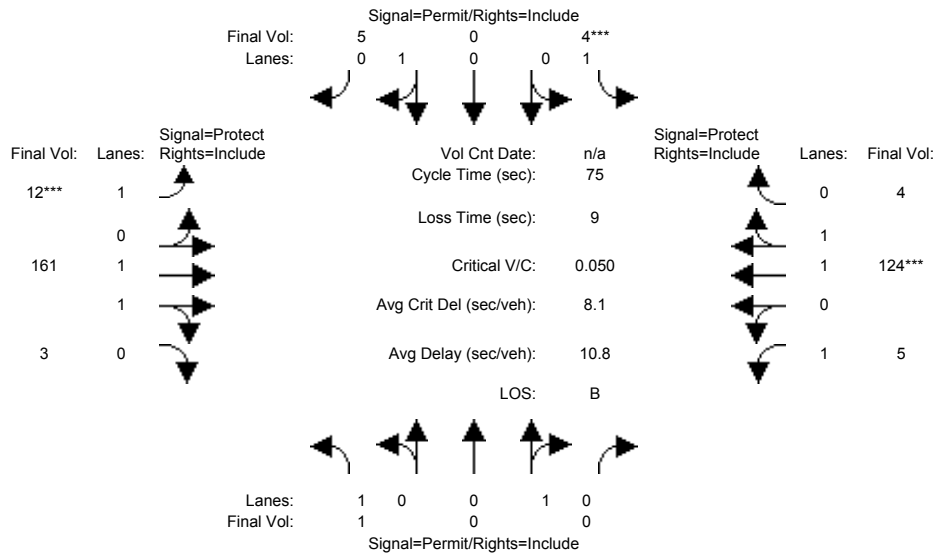 Signal=Permit/Rights=Include
Final Vol: 5 0 4***
Lanes: 0 1 0 0 1
Signal=Protect
Final Vol: Lanes: Rights=Include
Vol Cnt Date: n/a
Signal=Protect
Rights=Include Lanes: Final Vol:
Cycle Time (sec): 75
12*** 1
0 4
Loss Time (sec): 9
0
1
161 1
Critical V/C: 0.050
1 124***
1
Avg Crit Del (sec/veh): 8.1
0
3 0
Avg Delay (sec/veh): 10.8
1 5
LOS: B
Lanes: 1 0 0 1 0
Final Vol: 1 0 0
Signal=Permit/Rights=Include